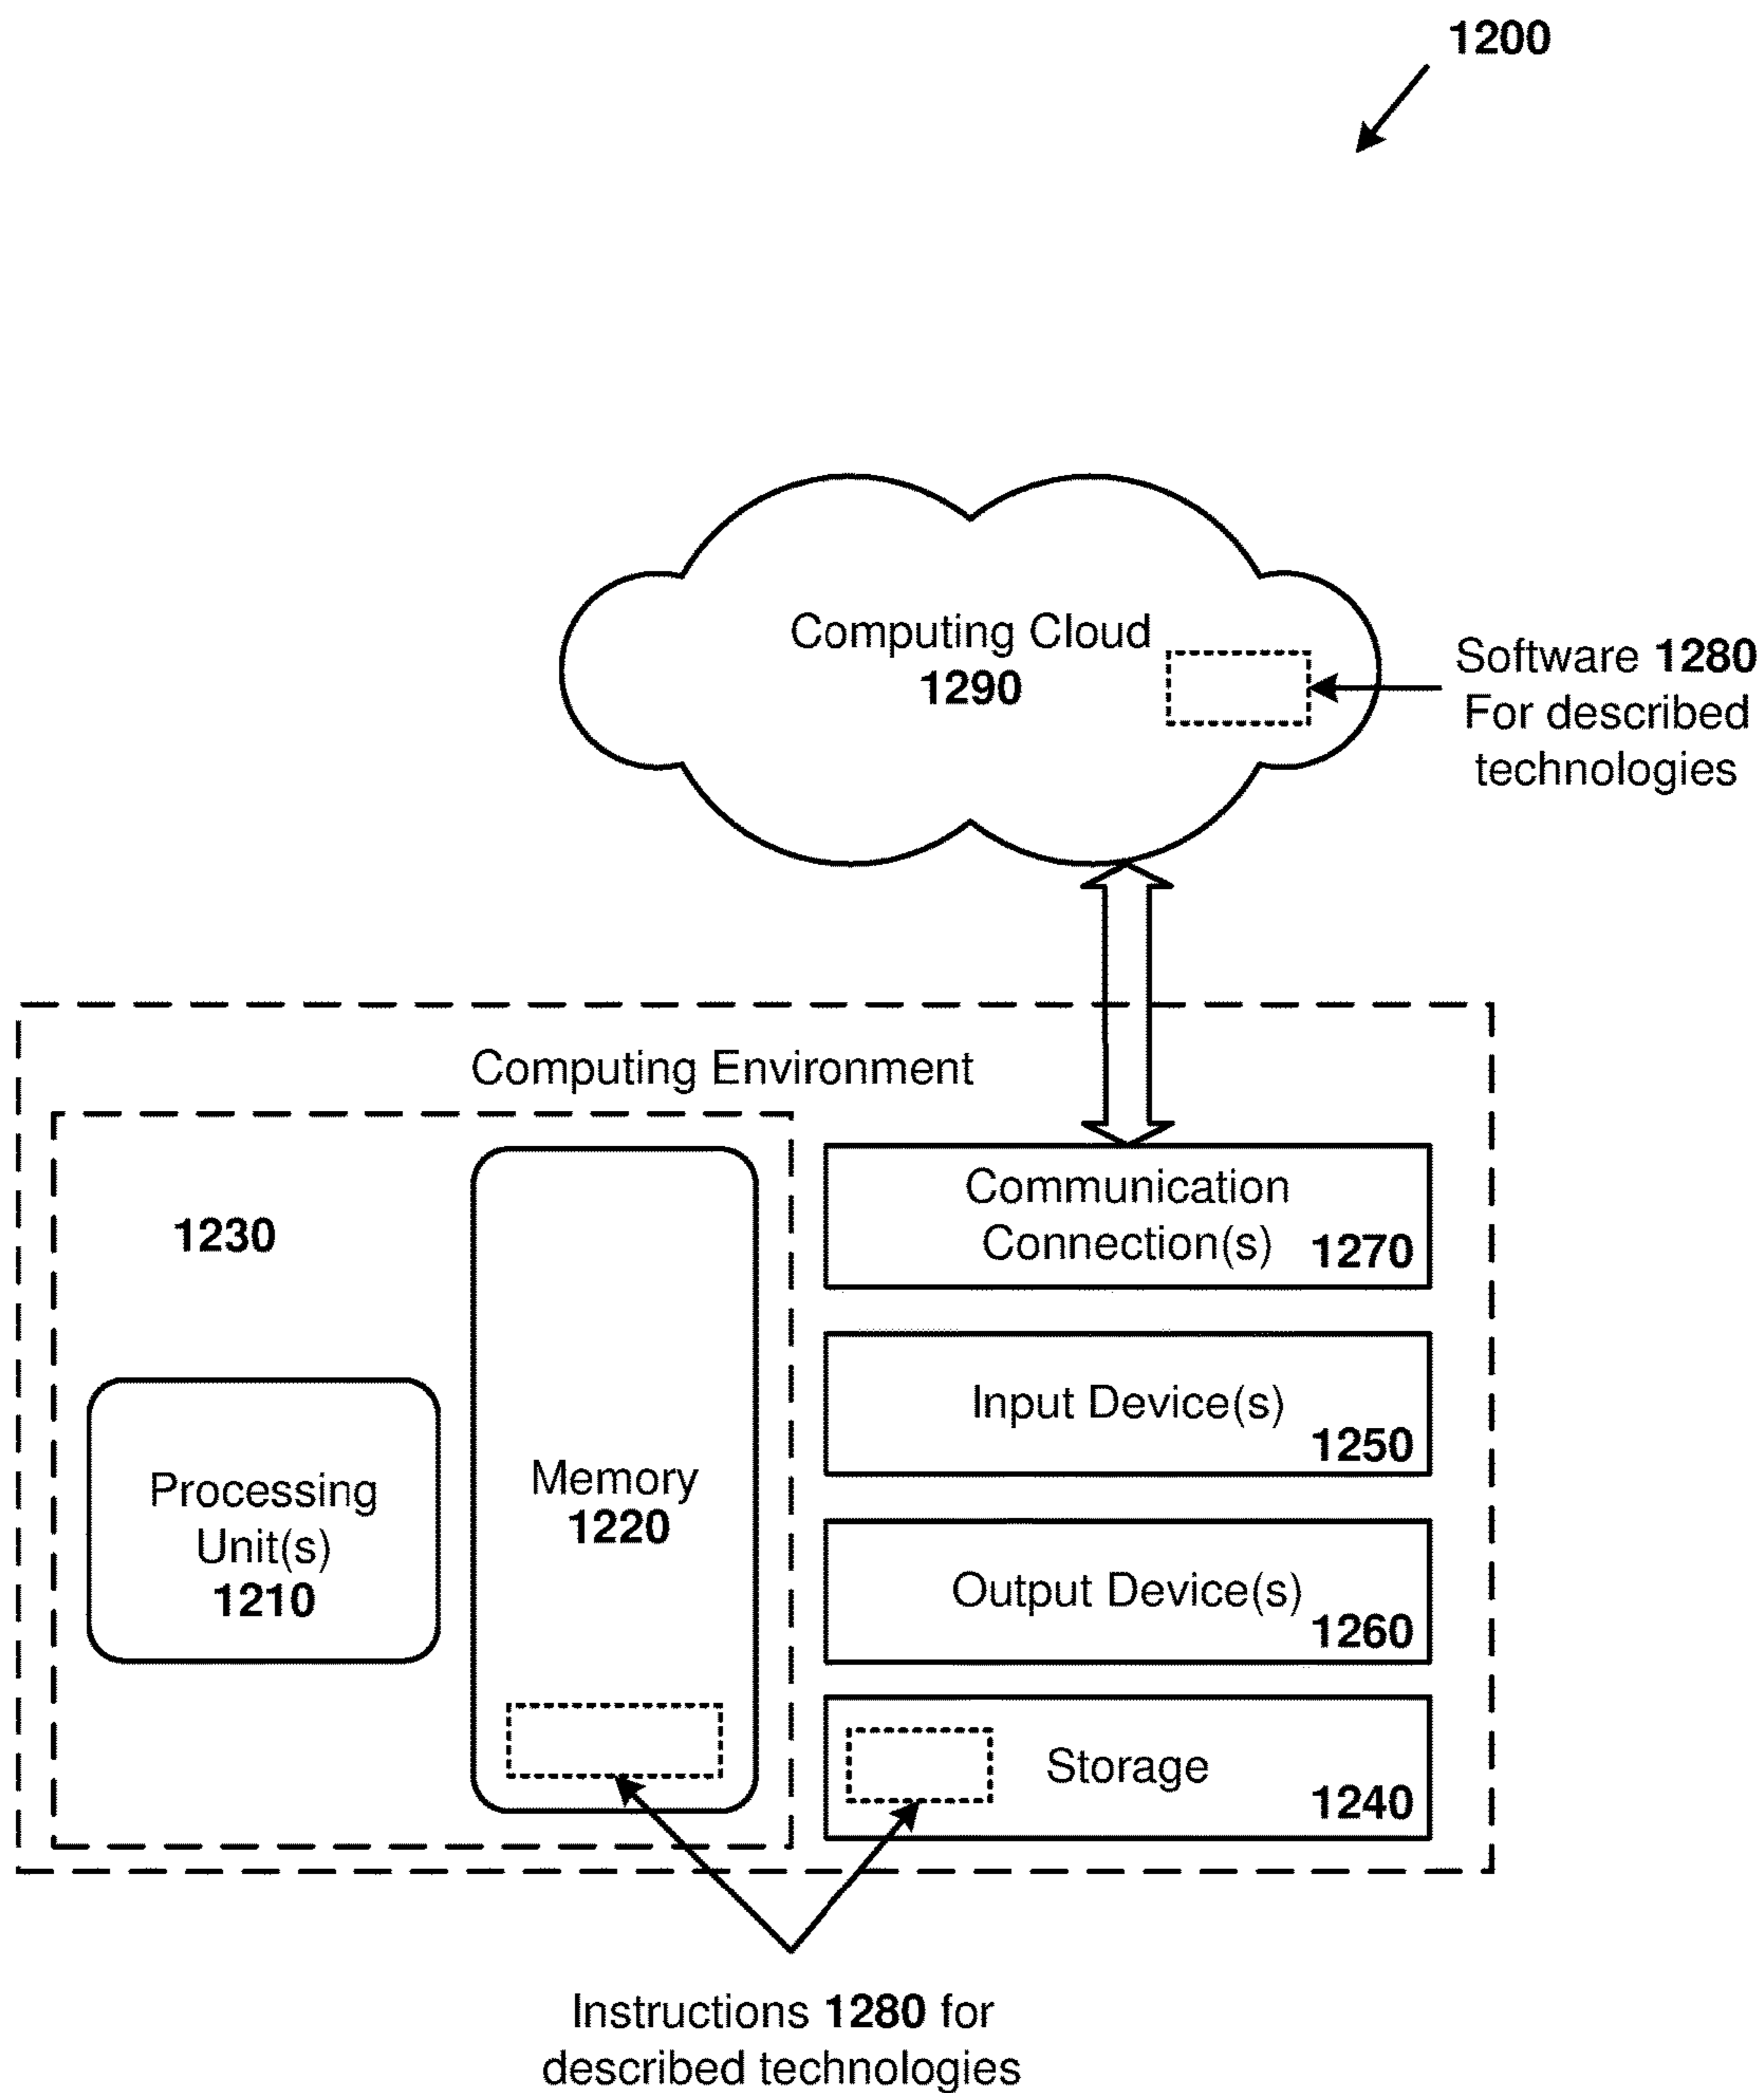 1200
Computing Cloud
1290
Software 1280
For described
technologies
Computing Environment
1230
Processing
Unit(s)
1210
Memory
1220
Communication
Connection(s) 1270
Input Device(s)
1250
Output Device(s)
1260
Storage
1240
Instructions 1280 for
described technologies